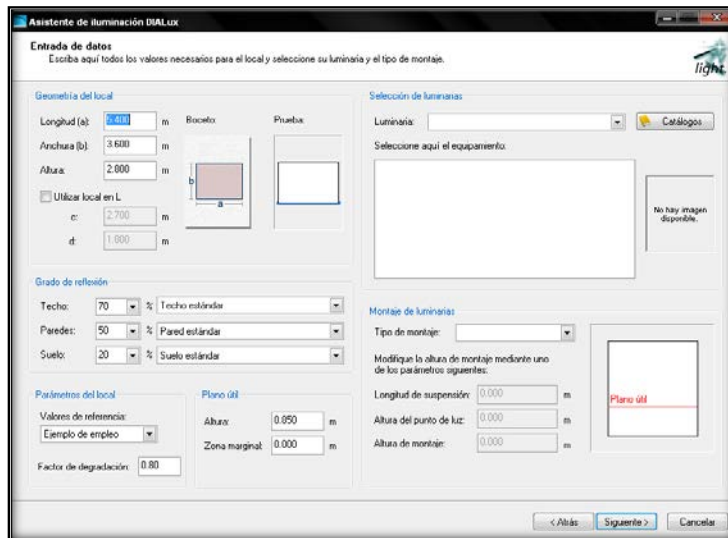 Asistente de iluminación DIALux
Entrada de datos
Escriba aquí todos los valores necesarios para el local y seleccione su luminaria y el tipo de montaje.
light
Geometría del local
Longitud (a): 5.400 m Boceto: Prueba:
Anchura (b): 3.600 m
Altura: 2.800 m
b
a
Utilizar local en L
c: 2.700 m
d: 1.800 m
Selección de luminarias
Luminaria: Catálogos
Seleccione aquí el equipamiento:
No hay imagen
disponible.
Grado de reflexión
Techo: 70 % Techo estándar
Paredes: 50 % Pared estándar
Suelo: 20 % Suelo estándar
Parámetros del local
Valores de referencia:
Ejemplo de empleo
Factor de degradación: 0.80
Plano útil
Altura: 0.850 m
Zona marginal: 0.000 m
Montaje de luminarias
Tipo de montaje:
Modifique la altura de montaje mediante uno
de los parámetros siguientes:
Longitud de suspensión: 0.000 m
Altura del punto de luz: 0.000 m
Altura de montaje: 0.000 m
Plano útil
< Atrás Siguiente > Cancelar